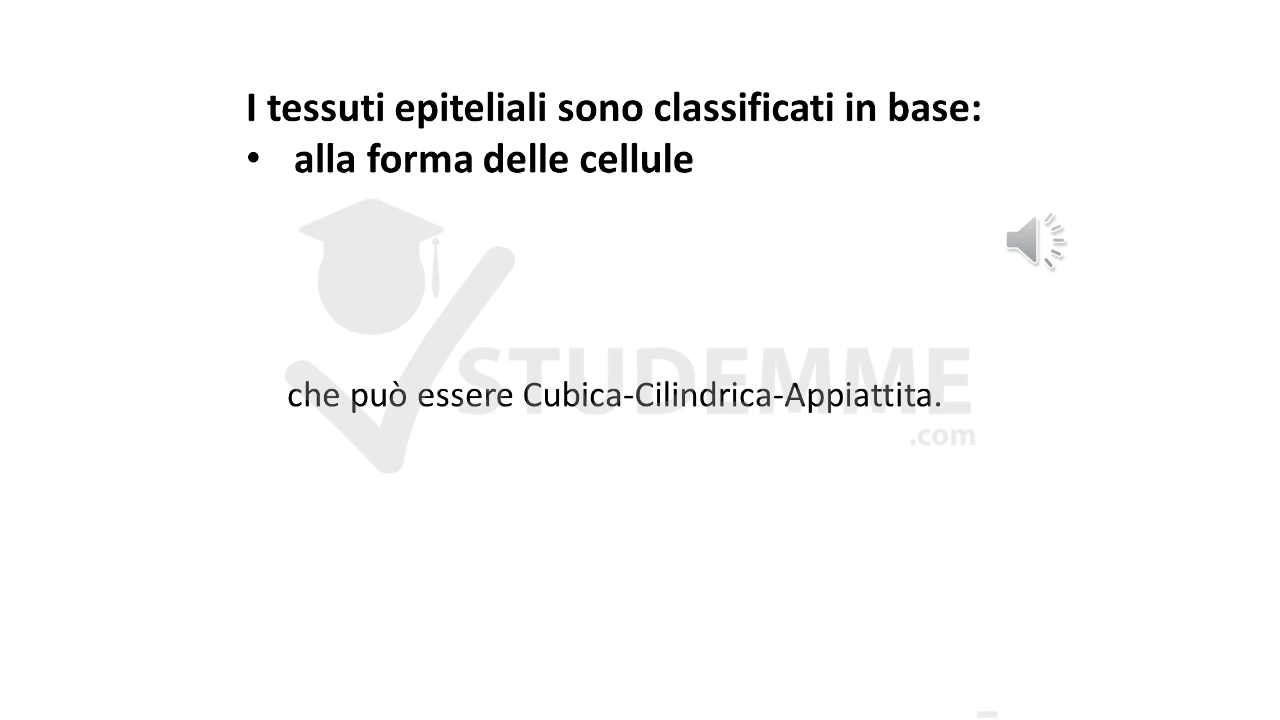 I tessuti epiteliali sono classificati in base:
• alla forma delle cellule
STUDEMME
che può essere Cubica-Cilindrica-Appiattita.
.com